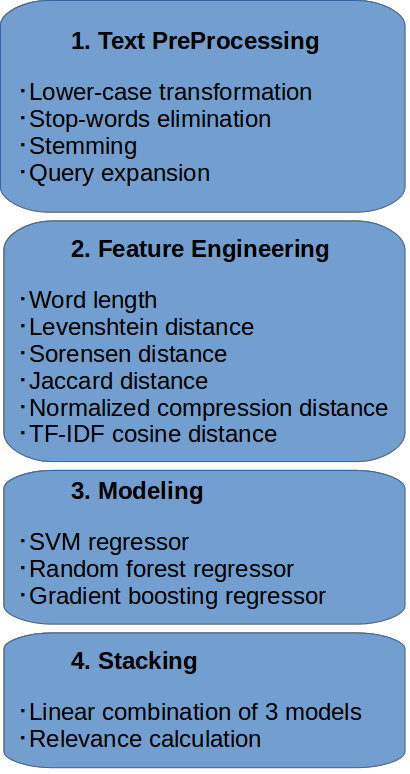 1. Text PreProcessing
·Lower-case transformation
·Stop-words elimination
·Stemming
·Query expansion
2. Feature Engineering
·Word length
·Levenshtein distance
·Sorensen distance
·Jaccard distance
·Normalized compression distance
·TF-IDF cosine distance
3. Modeling
·SVM regressor
·Random forest regressor
·Gradient boosting regressor
4. Stacking
·Linear combination of 3 models
·Relevance calculation